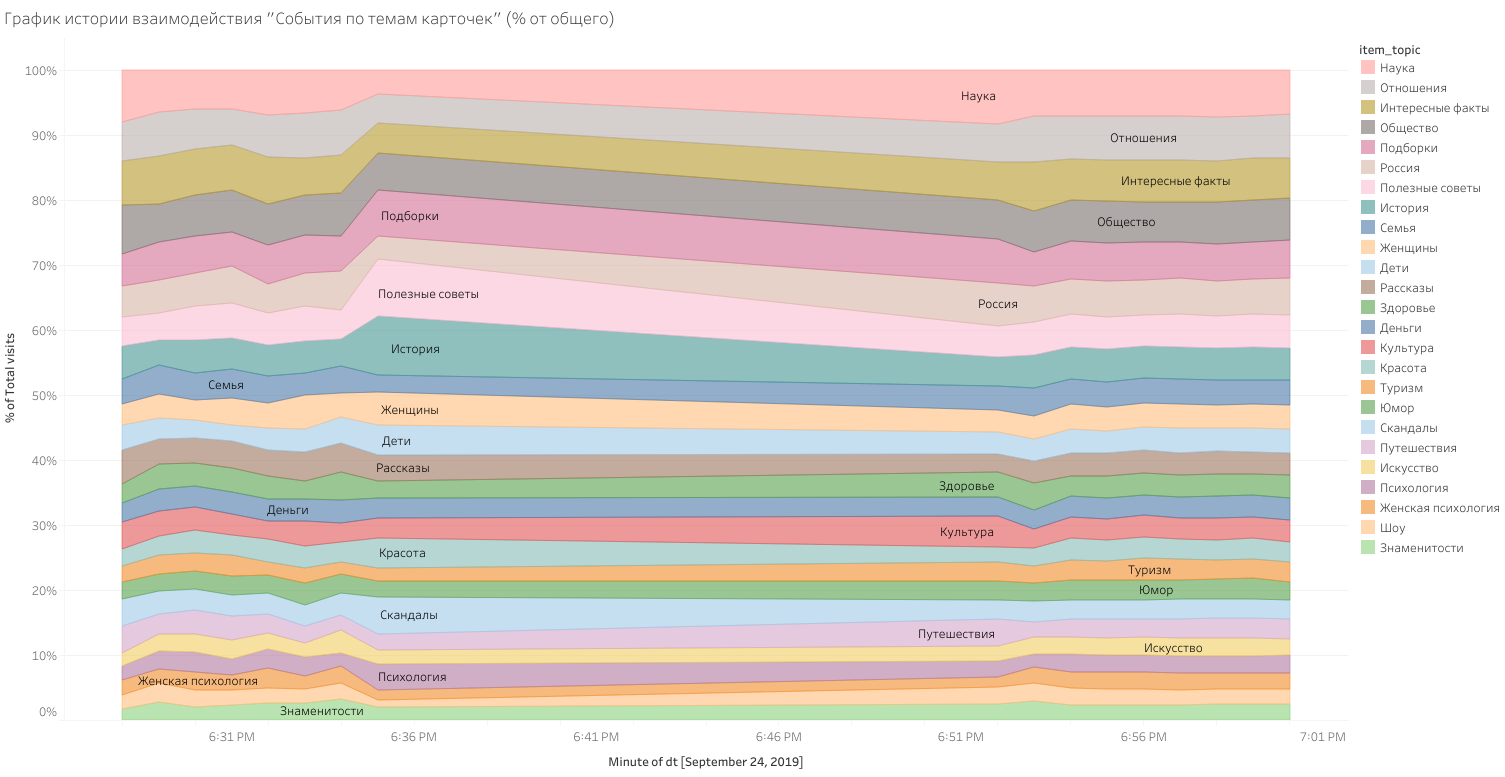 График истории взаимодействия "События по темам карточек" (% от общего)
item_topic
Наука
Отношения
Интересные факты
Общество
Подборки
Россия
Полезные советы
История
Семья
Женщины
Дети
Рассказы
Здоровье
Деньги
Культура
Красота
Туризм
Юмор
Скандалы
Путешествия
Искусство
Психология
Женская психология
Шоу
Знаменитости
% of Total visits
100%
90%
80%
70%
60%
50%
40%
30%
20%
10%
0%
Наука
Отношения
Интересные факты
Подборки
Общество
Полезные советы
Россия
История
Семья
Женщины
Дети
Рассказы
Здоровье
Деньги
Культура
Красота
Туризм
Юмор
Скандалы
Путешествия
Искусство
Женская психология
Психология
Знаменитости
6:31 PM
6:36 PM
6:41 PM
6:46 PM
6:51 PM
6:56 PM
7:01 PM
Minute of dt [September 24, 2019]